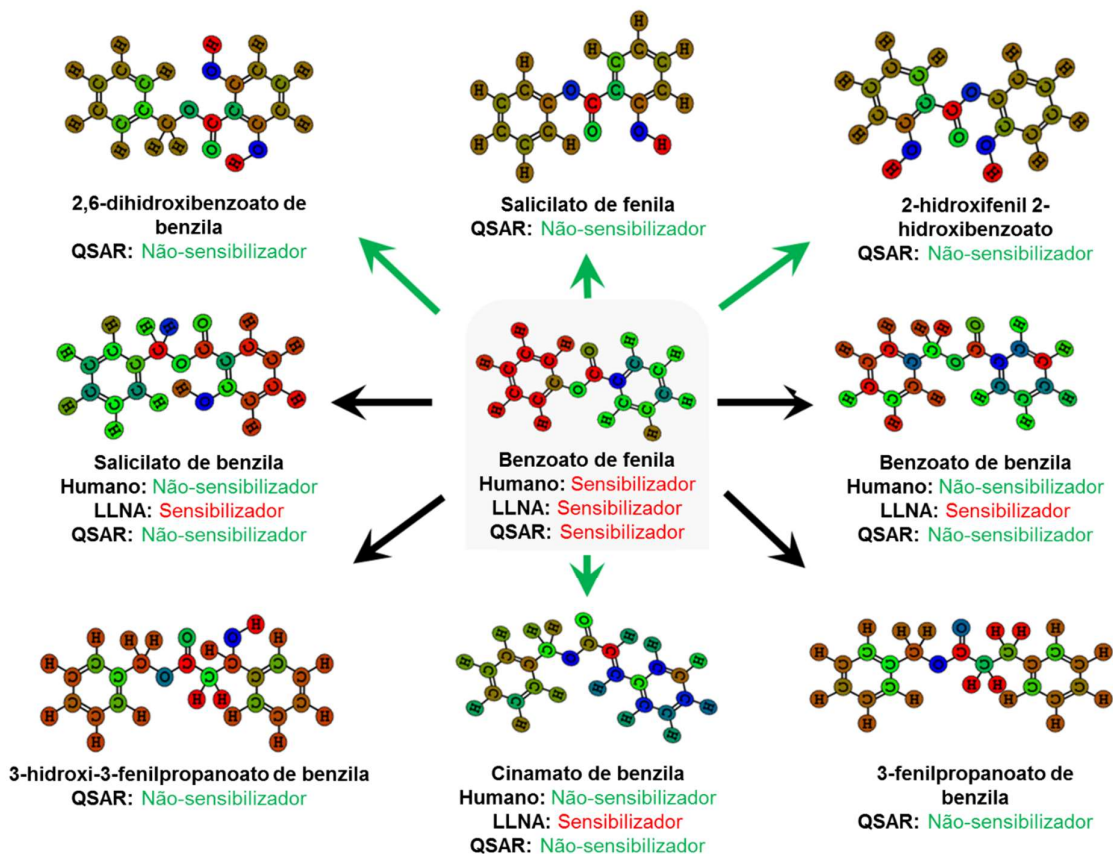 2,6-dihidroxibenzoato de
benzila
QSAR: Não-sensibilizador
Salicilato de fenila
QSAR: Não-sensibilizador
2-hidroxifenil 2-
hidroxibenzoato
QSAR: Não-sensibilizador
Salicilato de benzila
Humano: Não-sensibilizador
LLNA: Sensibilizador
QSAR: Não-sensibilizador
Benzoato de fenila
Humano: Sensibilizador
LLNA: Sensibilizador
QSAR: Sensibilizador
Benzoato de benzila
Humano: Não-sensibilizador
LLNA: Sensibilizador
QSAR: Não-sensibilizador
3-hidroxi-3-fenilpropanoato de benzila
QSAR: Não-sensibilizador
Cinamato de benzila
Humano: Não-sensibilizador
LLNA: Sensibilizador
QSAR: Não-sensibilizador
3-fenilpropanoato de
benzila
QSAR: Não-sensibilizador